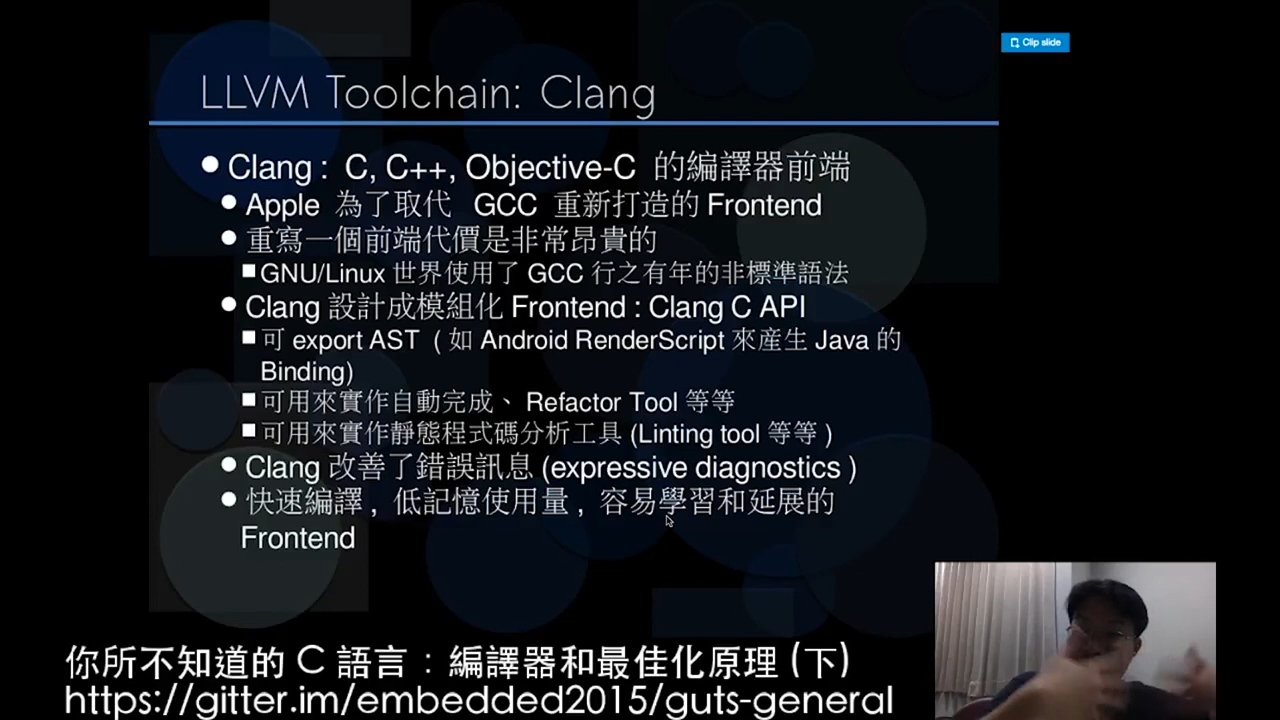 Clip slide
LLVM Toolchain: Clang
Clang : C, C++, Objective-C 的編譯器前端
Apple 為了取代 GCC 重新打造的 Frontend
重寫一個前端代價是非常昂貴的
GNU/Linux 世界使用了 GCC 行之有年的非標準語法
Clang 設計成模組化 Frontend : Clang C API
可 export AST ( 如 Android RenderScript 來產生 Java 的
Binding)
可用來實作自動完成、 Refactor Tool 等等
可用來實作靜態程式碼分析工具 (Linting tool 等等 )
Clang 改善了錯誤訊息 (expressive diagnostics )
快速編譯 , 低記憶使用量 , 容易學習和延展的
Frontend
你所不知道的 C 語言 : 編譯器和最佳化原理 (下)
https://gitter.im/embedded2015/guts-general